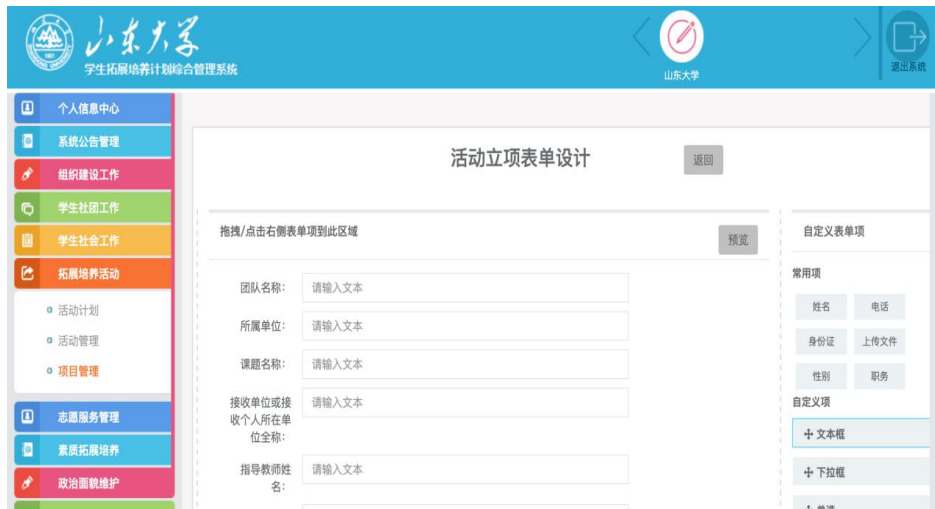 山东大学
学生拓展培养计划综合管理系统
山东大学
退出系统
个人信息中心
系统公告管理
组织建设工作
学生社团工作
学生社会工作
拓展培养活动
活动计划
活动管理
项目管理
志愿服务管理
素质拓展培养
政治面貌维护
活动立项表单设计
返回
拖拽/点击右侧表单项到此区域
预览
团队名称: 请输入文本
所属单位: 请输入文本
课题名称: 请输入文本
接收单位或接 请输入文本
收个人所在单
位全称:
指导教师姓 请输入文本
名:
自定义表单项
常用项
姓名 电话
身份证 上传文件
性别 职务
自定义项
文本框
下拉框